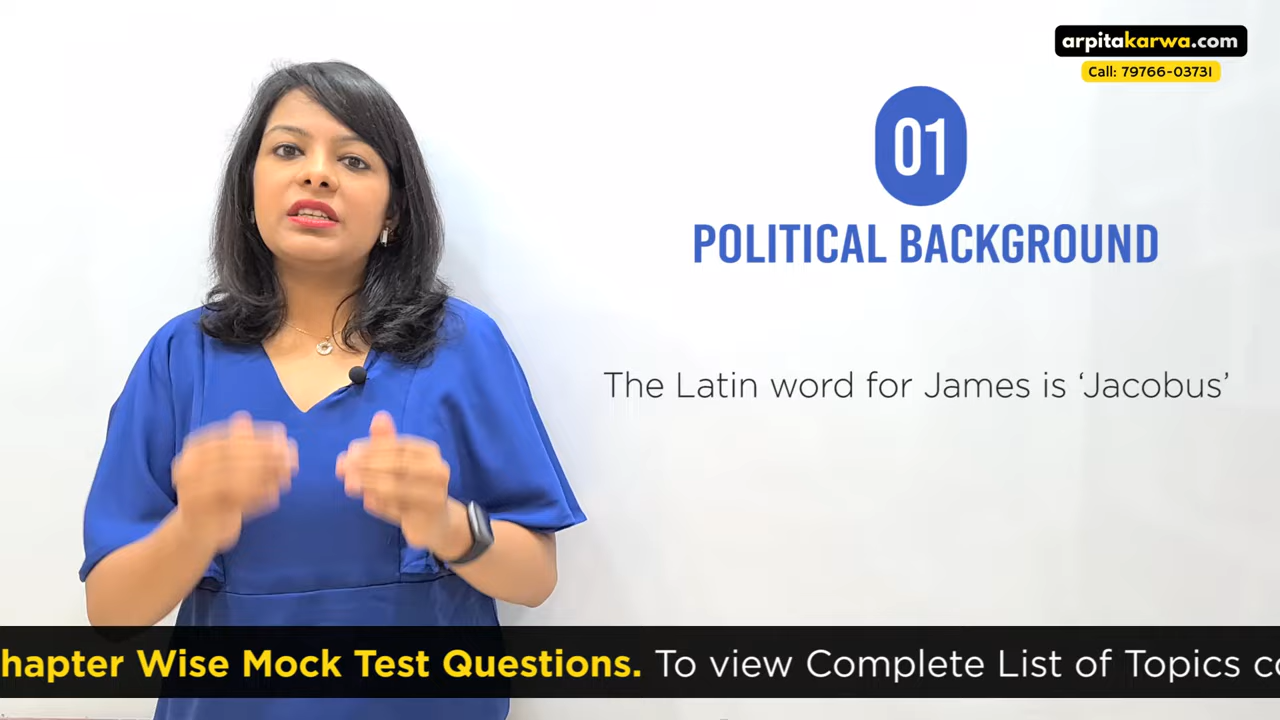 arpitakarwa.com
Call: 79766-03731
01
POLITICAL BACKGROUND
The Latin word for James is ‘Jacobus’
hapter Wise Mock Test Questions. To view Complete List of Topics co